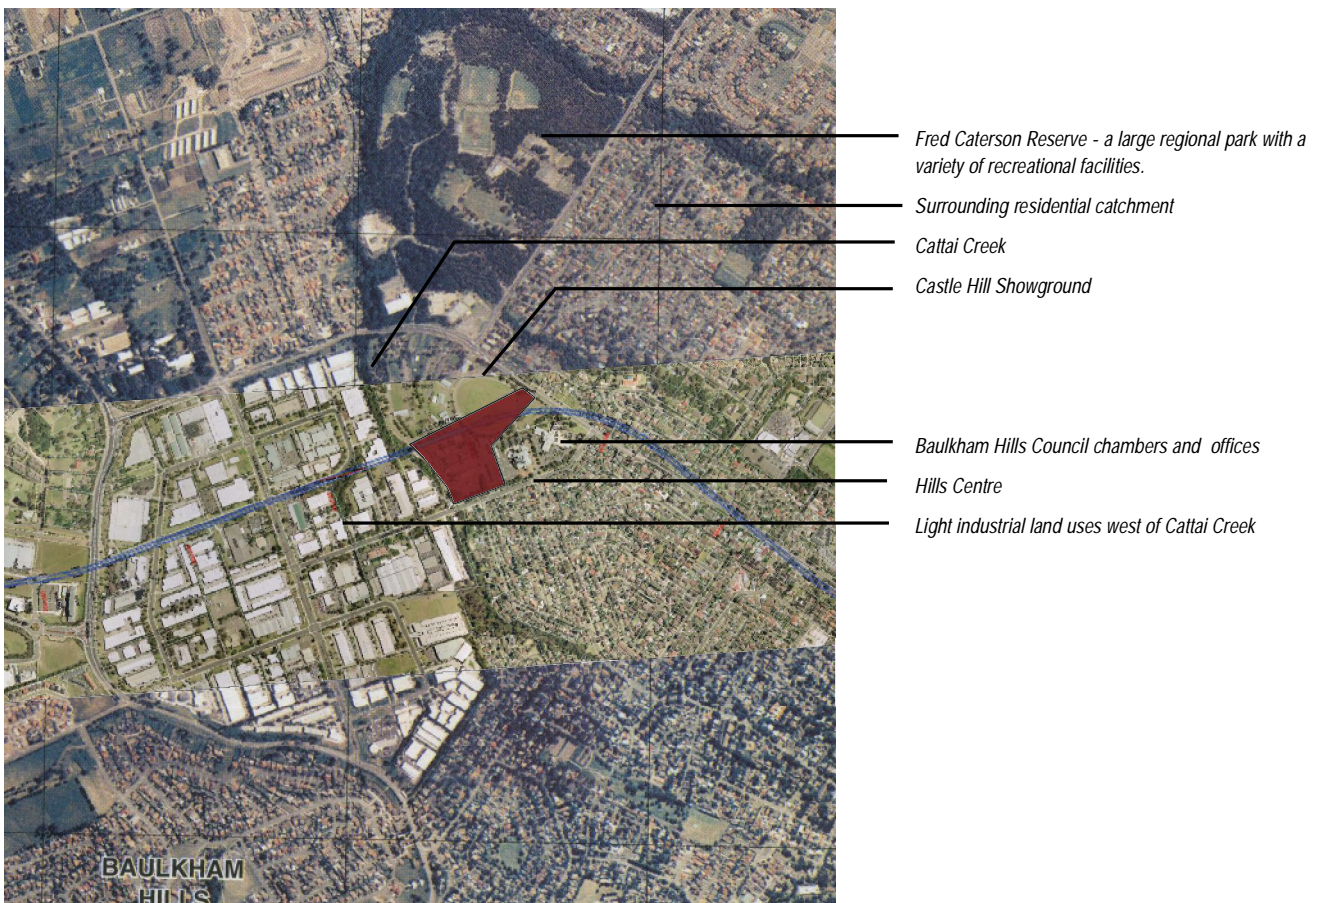 Fred Caterson Reserve - a large regional park with a
variety of recreational facilities.
Surrounding residential catchment
Cattai Creek
Castle Hill Showground
Baulkham Hills Council chambers and offices
Hills Centre
Light industrial land uses west of Cattai Creek
BAULKHAM
HILLS